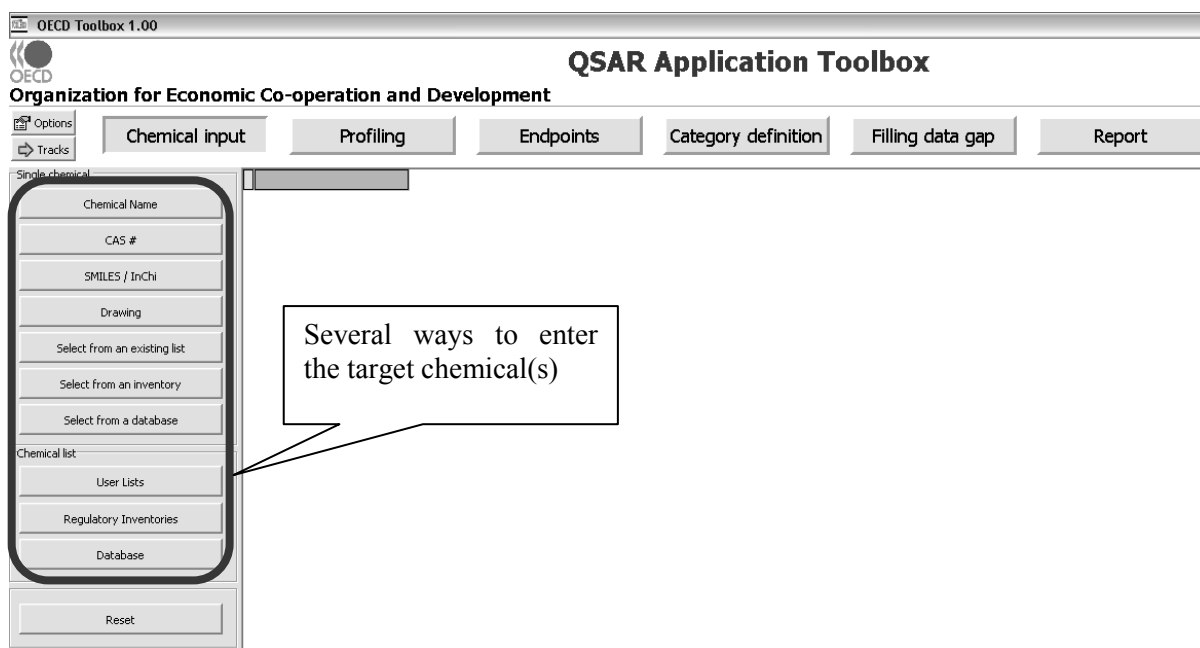 OECD Toolbox 1.00
OECD
QSAR Application Toolbox
Organization for Economic Co-operation and Development
Options
Tracks
Chemical input
Profiling
Endpoints
Category definition
Filling data gap
Report
Single chemical
Chemical Name
CAS #
SMILES / InChi
Drawing
Select from an existing list
Select from an inventory
Select from a database
Chemical list
User Lists
Regulatory Inventories
Database
Reset
Several ways to enter
the target chemical(s)